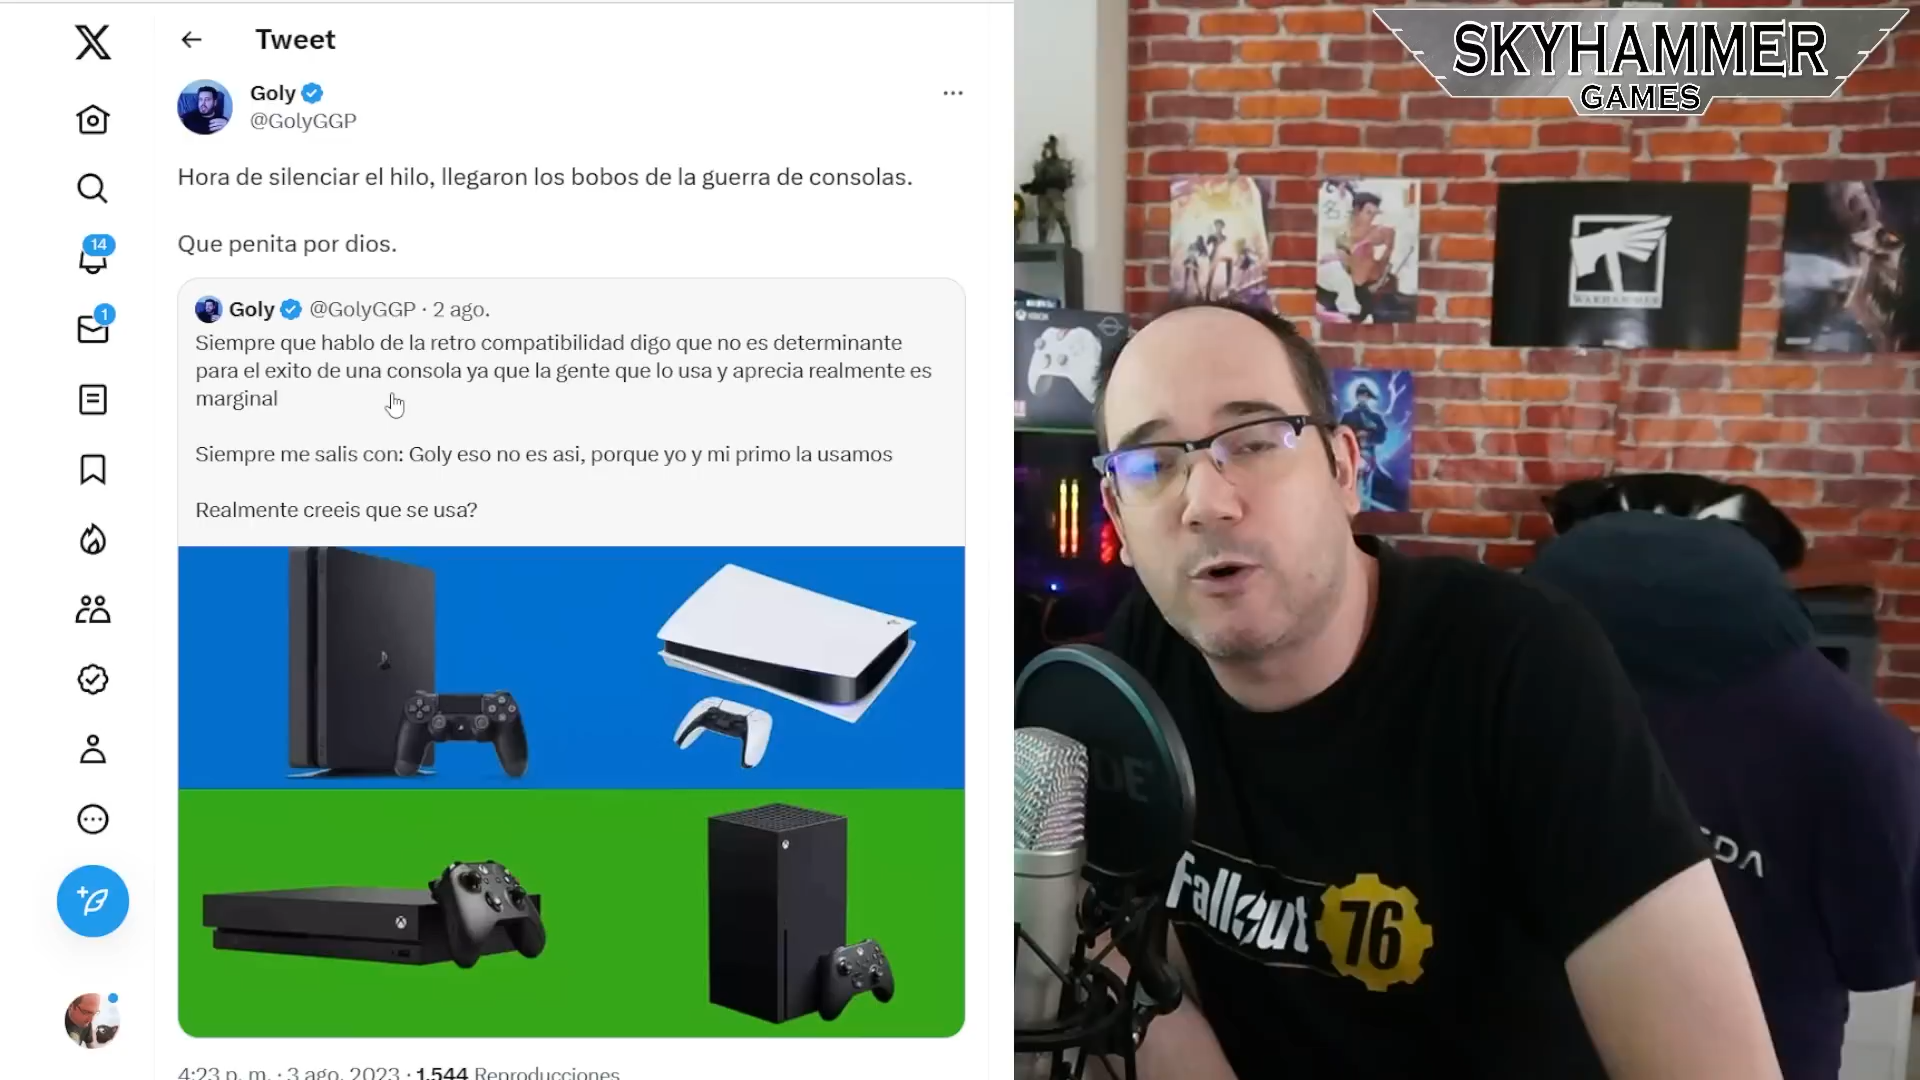 Tweet
Goly
@GolyGGP
Hora de silenciar el hilo, llegaron los bobos de la guerra de consolas.
Que penita por dios.
Goly @GolyGGP · 2 ago.
Siempre que hablo de la retro compatibilidad digo que no es determinante
para el exito de una consola ya que la gente que lo usa y aprecia realmente es
marginal
Siempre me salis con: Goly eso no es asi, porque yo y mi primo la usamos
Realmente creeis que se usa?
4:23 p. m. · 3 ago. 2023 · 1.544 Reproducciones
14
1
SKYHAMMER
GAMES
WARHAMMER
XBOX
Fallout
76